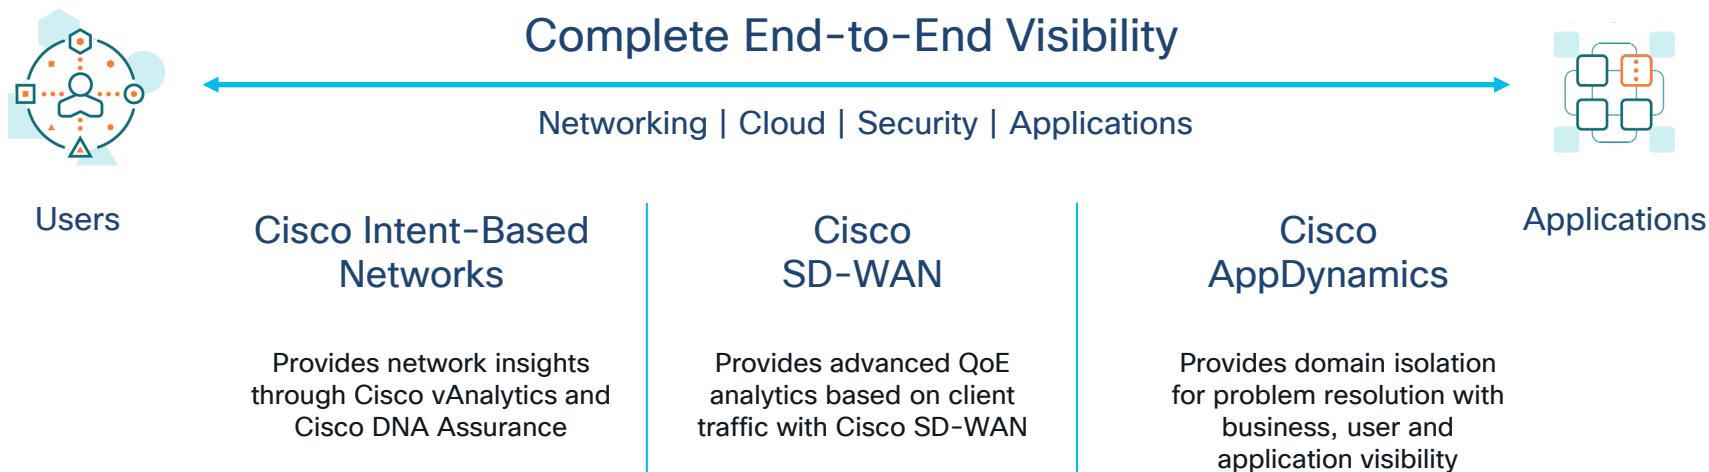 Complete End-to-End Visibility
Networking | Cloud | Security | Applications
Users
Cisco Intent-Based
Networks
Provides network insights
through Cisco vAnalytics and
Cisco DNA Assurance
Cisco
SD-WAN
Provides advanced QoE
analytics based on client
traffic with Cisco SD-WAN
Cisco
AppDynamics
Provides domain isolation
for problem resolution with
business, user and
application visibility
Applications